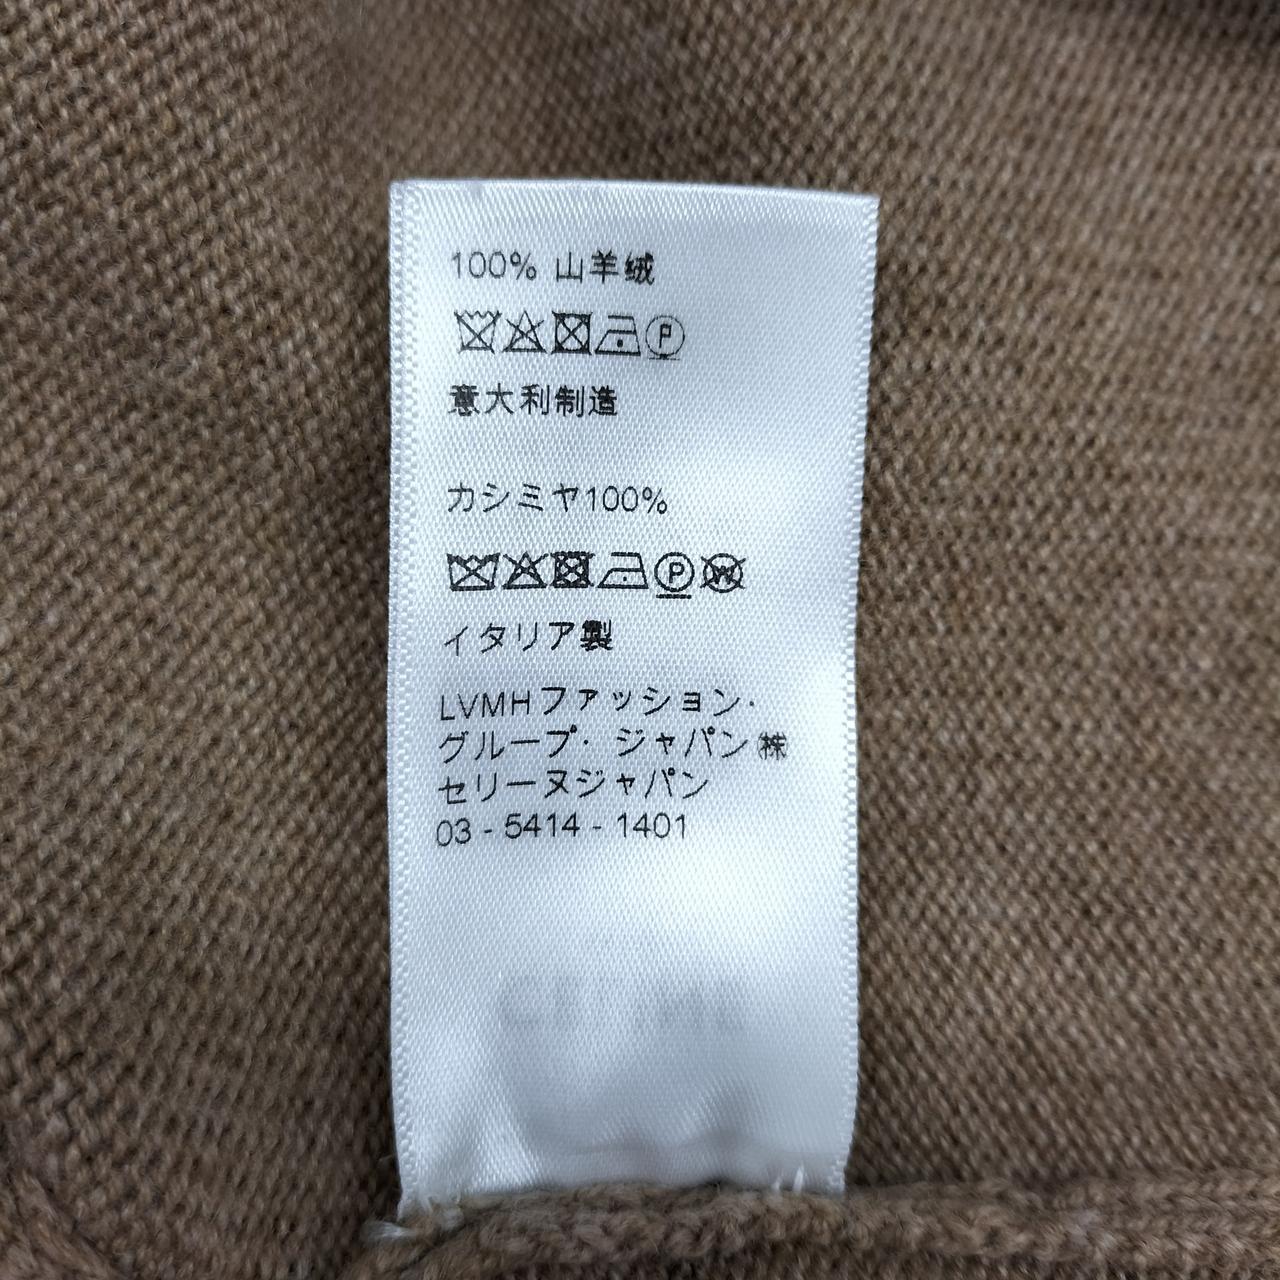 100% 山羊绒
P
意大利制造
カシミヤ100%
P W
イタリア製
LVMHファッション・
グループ・ ジャパン㈱
セリーヌジャパン
03 - 5414 - 1401